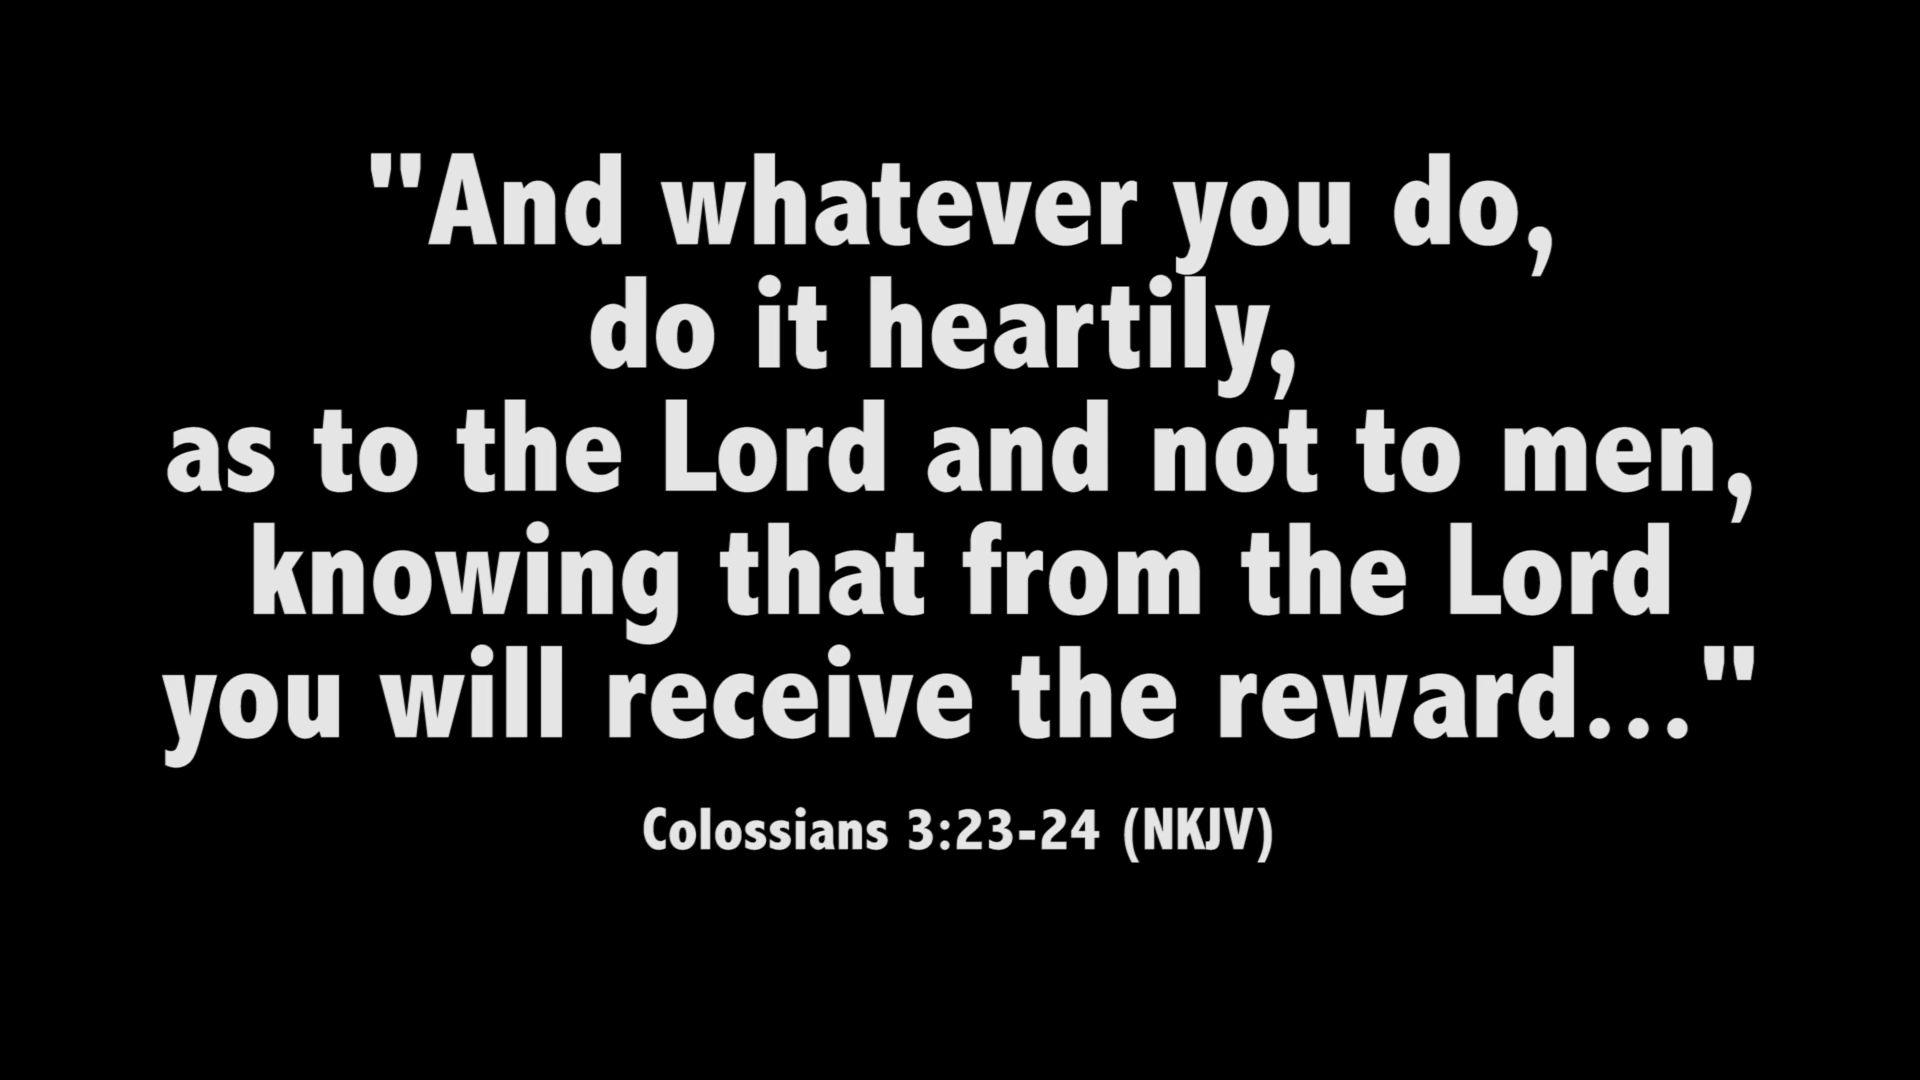 "And whatever you do,
do it heartily,
as to the Lord and not to men,
knowing that from the Lord
you will receive the reward..."
Colossians 3:23-24 (NKJV)